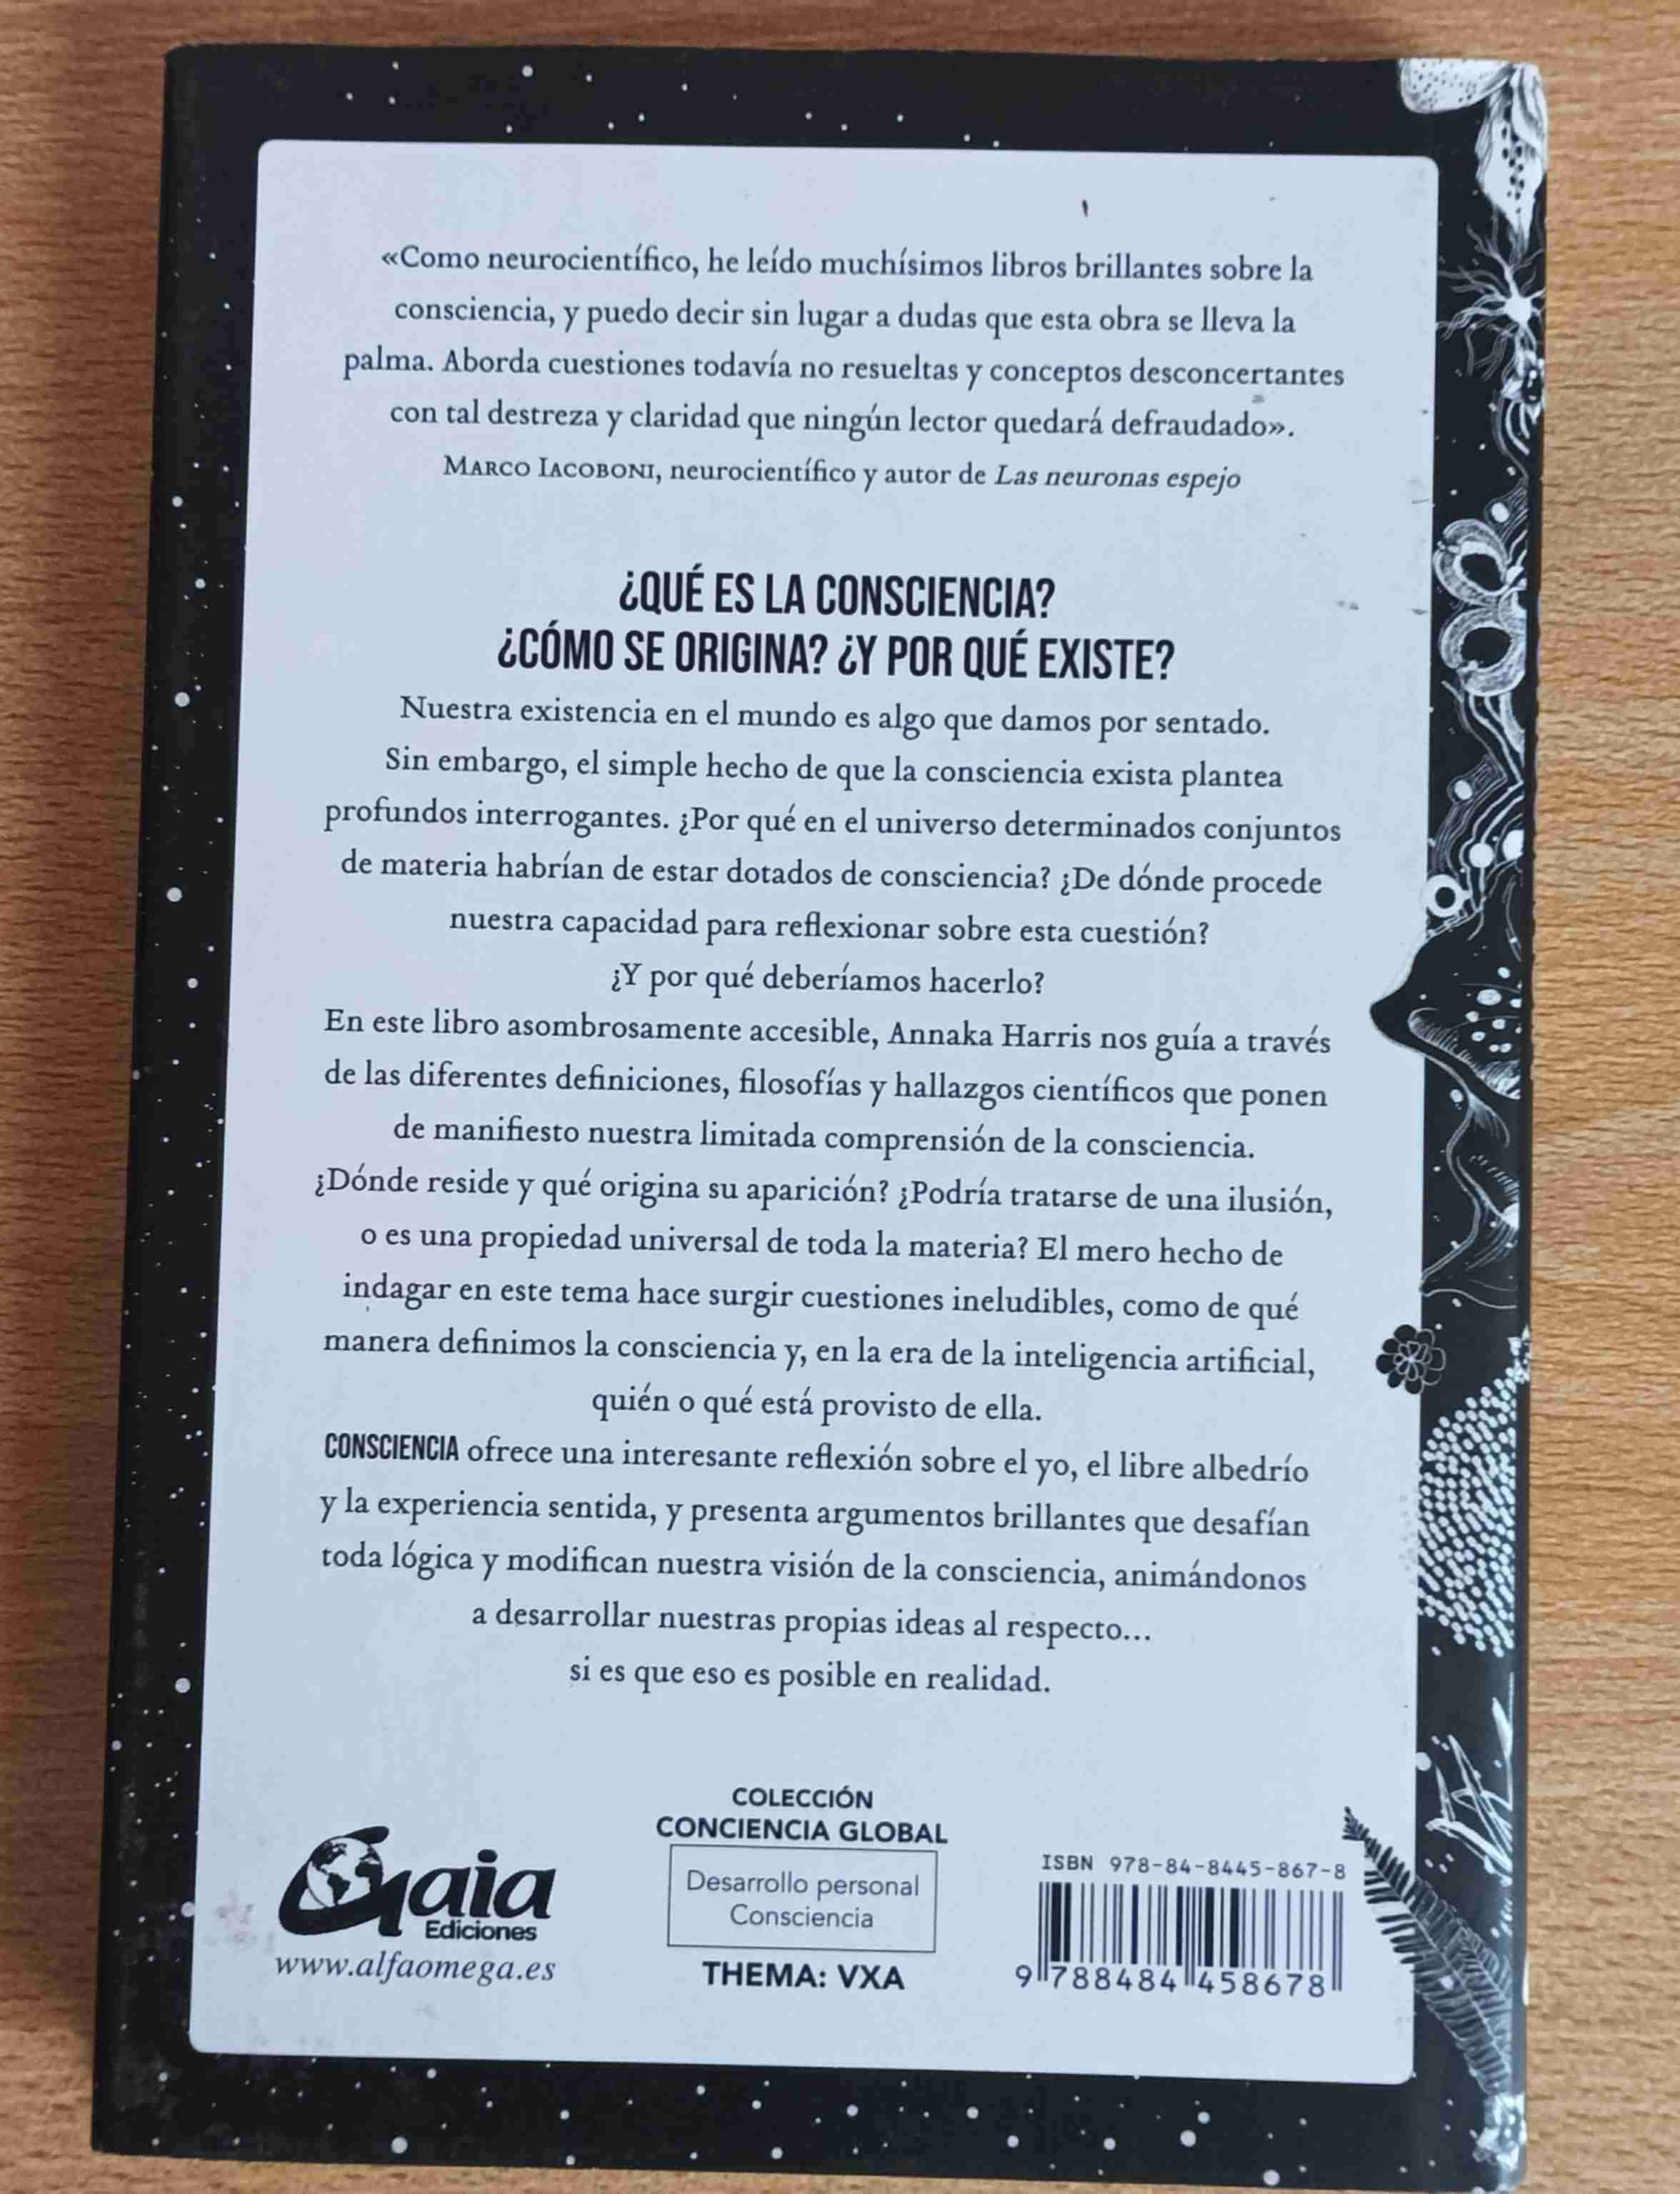 «Como neurocientífico, he leído muchísimos libros brillantes sobre la
consciencia, y puedo decir sin lugar a dudas que esta obra se lleva la
palma. Aborda cuestiones todavía no resueltas y conceptos desconcertantes
con tal destreza y claridad que ningún lector quedará defraudado».
MARCO IACOBONI, neurocientífico y autor de Las neuronas espejo
¿QUÉ ES LA CONSCIENCIA?
¿CÓMO SE ORIGINA? ¿Y POR QUÉ EXISTE?
Nuestra existencia en el mundo es algo que damos por sentado.
Sin embargo, el simple hecho de que la consciencia exista plantea
profundos interrogantes. ¿Por qué en el universo determinados conjuntos
de materia habrían de estar dotados de consciencia? ¿De dónde procede
nuestra capacidad para reflexionar sobre esta cuestión?
¿Y por qué deberíamos hacerlo?
En este libro asombrosamente accesible, Annaka Harris nos guía a través
de las diferentes definiciones, filosofías y hallazgos científicos que ponen
de manifiesto nuestra limitada comprensión de la consciencia.
¿Dónde reside y qué origina su aparición? ¿Podría tratarse de una ilusión,
o es una propiedad universal de toda la materia? El mero hecho de
indagar en este tema hace surgir cuestiones ineludibles, como de qué
manera definimos la consciencia y, en la era de la inteligencia artificial,
quién o qué está provisto de ella.
CONSCIENCIA ofrece una interesante reflexión sobre el yo, el libre albedrío
y la experiencia sentida, y presenta argumentos brillantes que desafían
toda lógica y modifican nuestra visión de la consciencia, animándonos
a desarrollar nuestras propias ideas al respecto...
si es que eso es posible en realidad.
Gaia
Ediciones
www.alfaomega.es
COLECCIÓN
CONCIENCIA GLOBAL
Desarrollo personal
Consciencia
THEMA: VXA
ISBN 978-84-8445-867-8
9 788484 458678